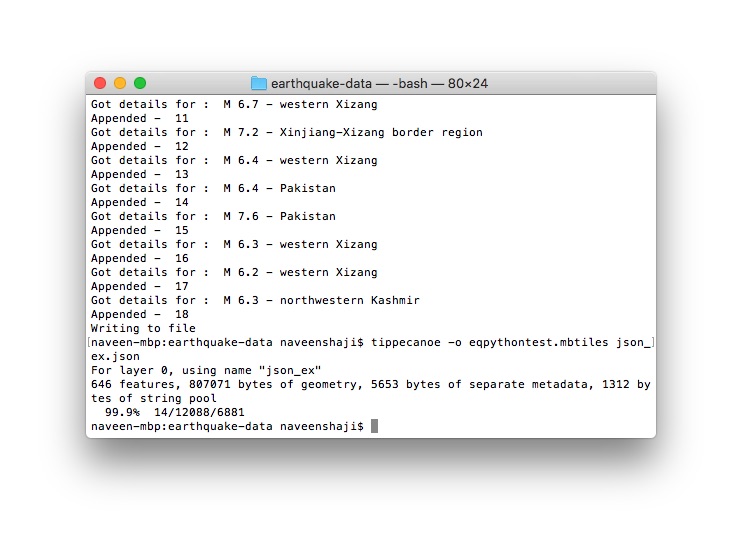 earthquake-data — -bash — 80×24
Got details for :  M 6.7 - western Xizang
Appended -  11
Got details for :  M 7.2 - Xinjiang-Xizang border region
Appended -  12
Got details for :  M 6.4 - western Xizang
Appended -  13
Got details for :  M 6.4 - Pakistan
Appended -  14
Got details for :  M 7.6 - Pakistan
Appended -  15
Got details for :  M 6.3 - western Xizang
Appended -  16
Got details for :  M 6.2 - western Xizang
Appended -  17
Got details for :  M 6.3 - northwestern Kashmir
Appended -  18
Writing to file
[naveen-mbp:earthquake-data naveenshaji$ tippecanoe -o eqpythontest.mbtiles json_]
ex.json
For layer 0, using name "json_ex"
646 features, 807071 bytes of geometry, 5653 bytes of separate metadata, 1312 by
tes of string pool
  99.9%  14/12088/6881
naveen-mbp:earthquake-data naveenshaji$